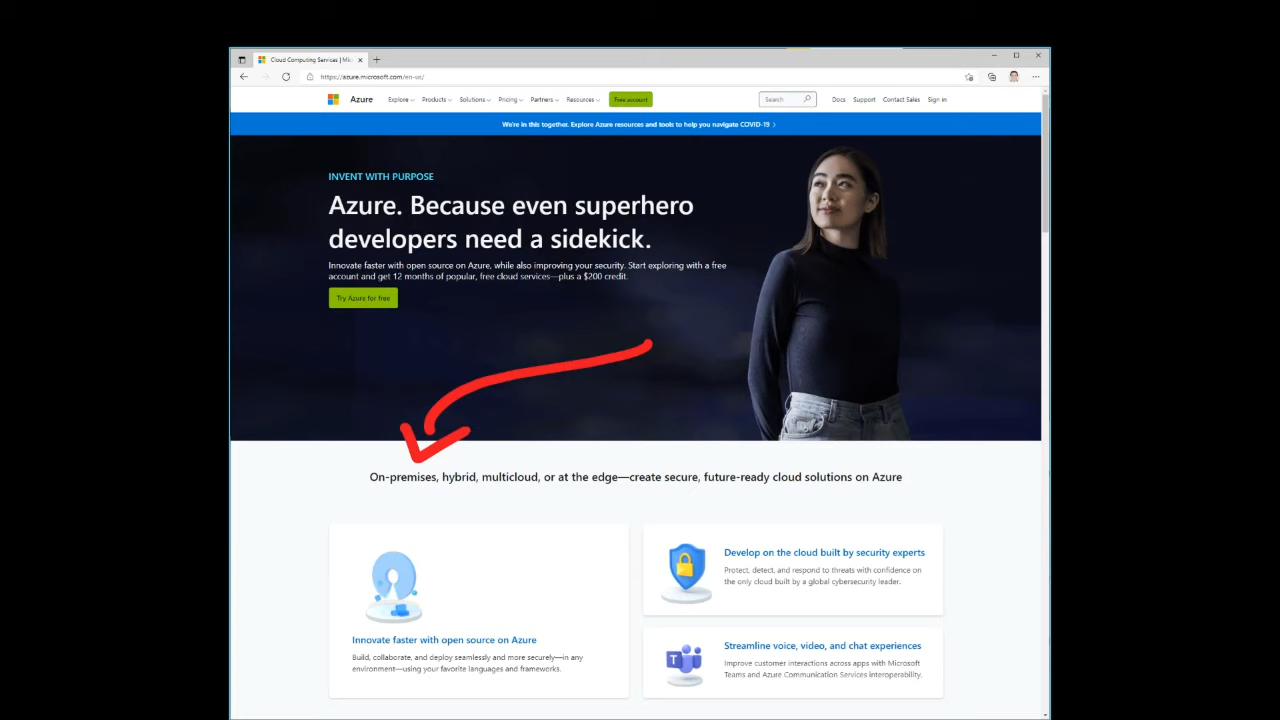 Cloud Computing Services | Mic
https://azure.microsoft.com/en-us/
Azure Explore Products Solutions Pricing Partners Resources Free account Search Docs Support Contact Sales Sign in
We're in this together. Explore Azure resources and tools to help you navigate COVID-19
INVENT WITH PURPOSE
Azure. Because even superhero
developers need a sidekick.
Innovate faster with open source on Azure, while also improving your security. Start exploring with a free
account and get 12 months of popular, free cloud services—plus a $200 credit.
Try Azure for free
On-premises, hybrid, multicloud, or at the edge—create secure, future-ready cloud solutions on Azure
Innovate faster with open source on Azure
Build, collaborate, and deploy seamlessly and more securely—in any
environment—using your favorite languages and frameworks.
Develop on the cloud built by security experts
Protect, detect, and respond to threats with confidence on
the only cloud built by a global cybersecurity leader.
T
Streamline voice, video, and chat experiences
Improve customer interactions across apps with Microsoft
Teams and Azure Communication Services interoperability.